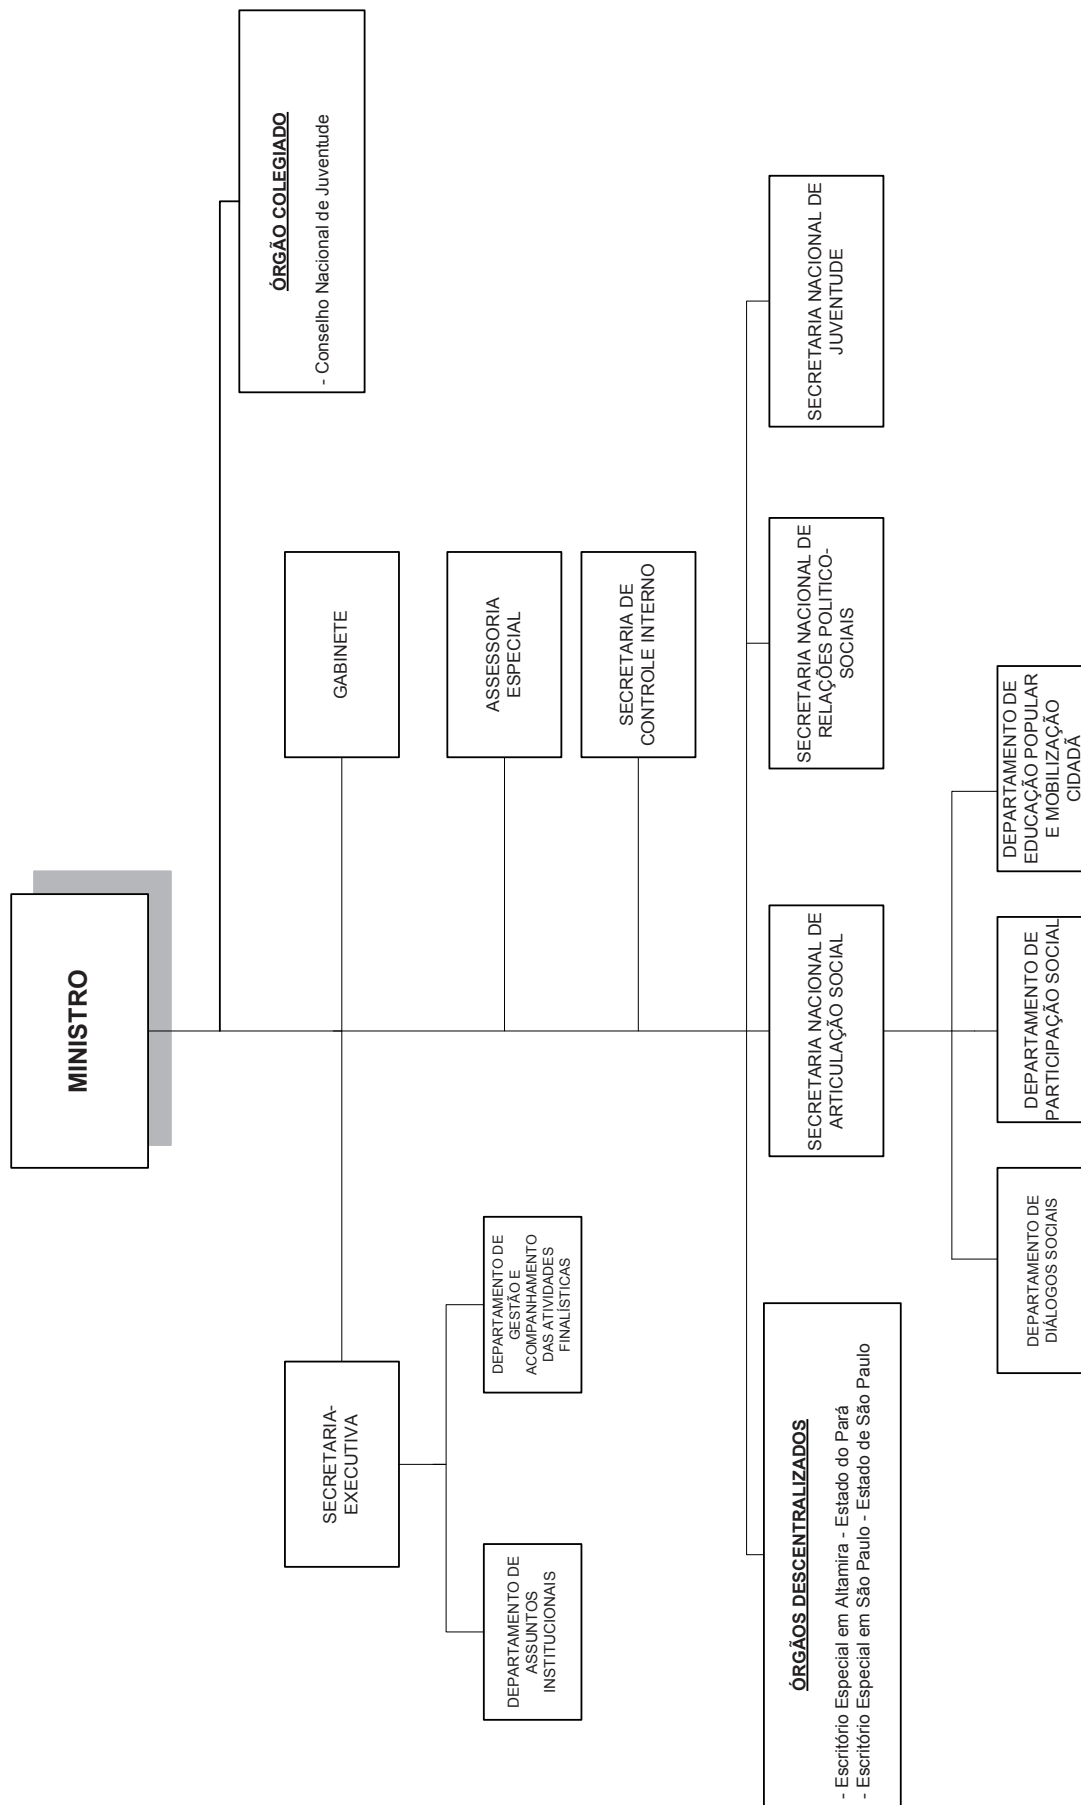 MINISTRO
ÓRGÃO COLEGIADO
- Conselho Nacional de Juventude
SECRETARIA-
EXECUTIVA
GABINETE
DEPARTAMENTO DE
ASSUNTOS
INSTITUCIONAIS
DEPARTAMENTO DE
GESTÃO E
ACOMPANHAMENTO
DAS ATIVIDADES
FINALÍSTICAS
ASSESSORIA
ESPECIAL
SECRETARIA DE
CONTROLE INTERNO
ÓRGÃOS DESCENTRALIZADOS
- Escritório Especial em Altamira - Estado do Pará
- Escritório Especial em São Paulo - Estado de São Paulo
SECRETARIA NACIONAL DE
ARTICULAÇÃO SOCIAL
SECRETARIA NACIONAL DE
RELAÇÕES POLITICO-
SOCIAIS
SECRETARIA NACIONAL DE
JUVENTUDE
DEPARTAMENTO DE
DIÁLOGOS SOCIAIS
DEPARTAMENTO DE
PARTICIPAÇÃO SOCIAL
DEPARTAMENTO DE
EDUCAÇÃO POPULAR
E MOBILIZAÇÃO
CIDADÃ